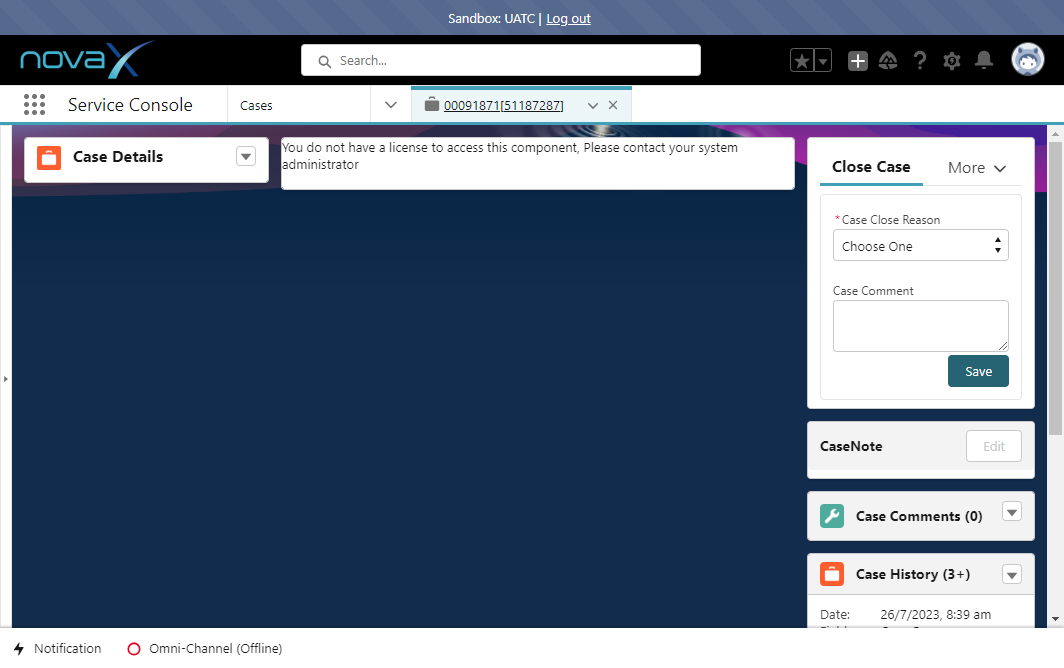 Sandbox: UATC | Log out
novaX
Search...
Service Console
Cases
00091871[51187287]
Case Details
You do not have a license to access this component, Please contact your system
administrator
Close Case
More
* Case Close Reason
Choose One
Case Comment
Save
CaseNote
Edit
Case Comments (0)
Case History (3+)
Date:
26/7/2023, 8:39 am
Notification
Omni-Channel (Offline)